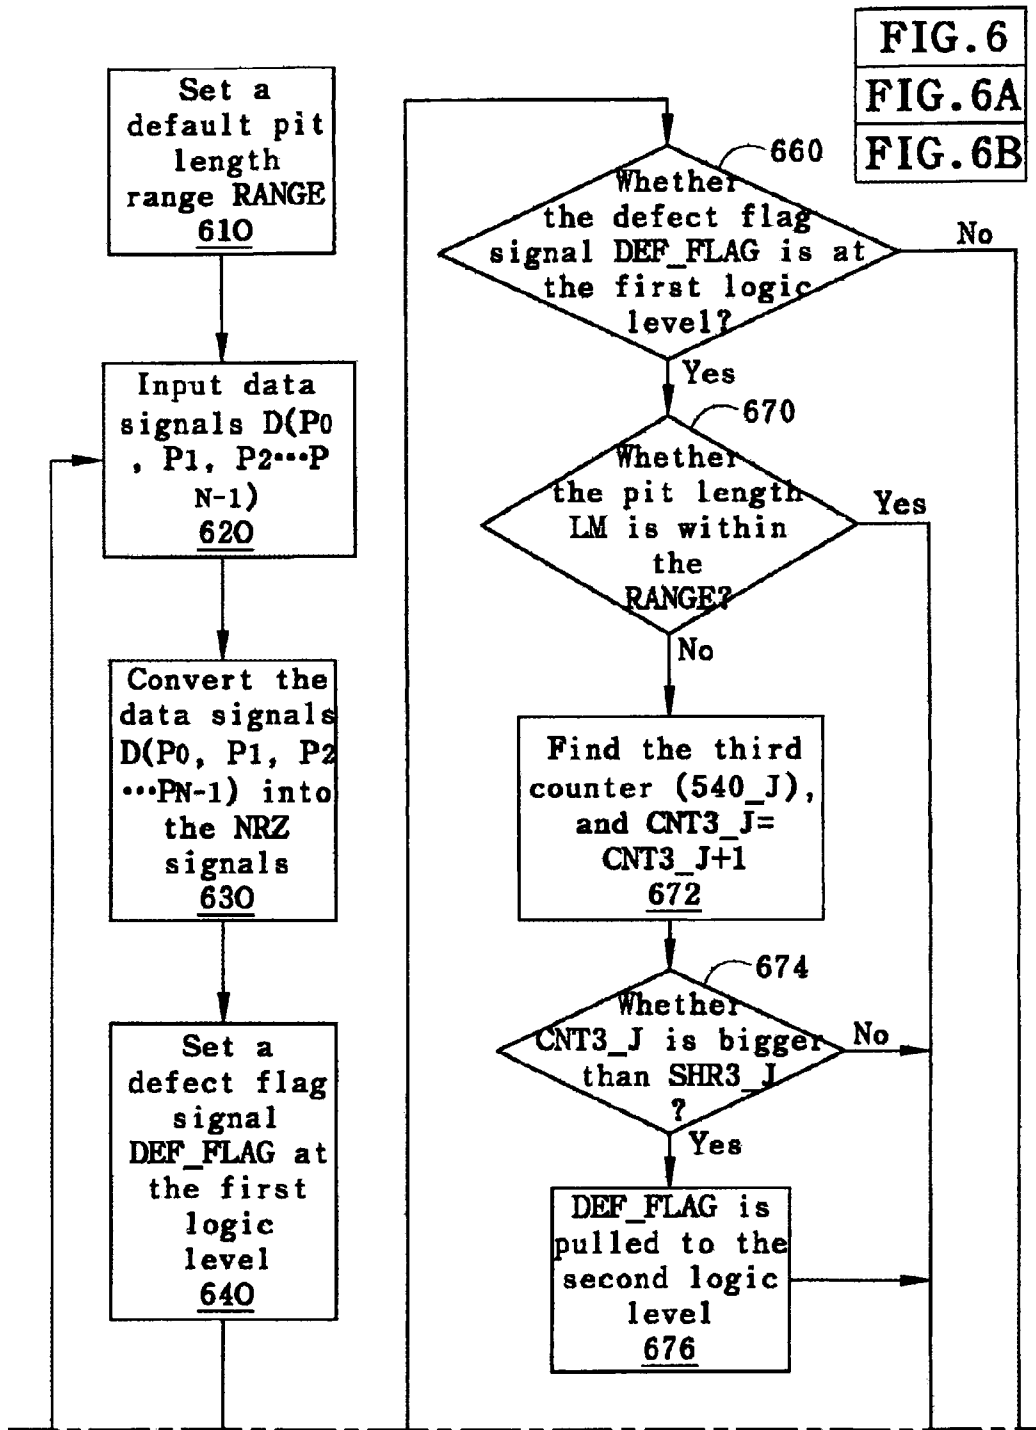 FIG.6
FIG.6A
FIG.6B
Set a
default pit
length
range RANGE
610
Input data
signals D(P0
, P1, P2•••P
N-1)
620
Convert the
data signals
D(P0, P1, P2
•••PN-1) into
the NRZ
signals
630
Set a
defect flag
signal
DEF_FLAG at
the first
logic
level
640
660
Whether
the defect flag
signal DEF_FLAG is at
the first logic
level?
No
Yes
670
Whether
the pit length
LM is within
the
RANGE?
Yes
No
Find the third
counter (540_J),
and CNT3_J=
CNT3_J+1
672
674
Whether
CNT3_J is bigger
than SHR3_J
?
No
Yes
DEF_FLAG is
pulled to the
second logic
level
676